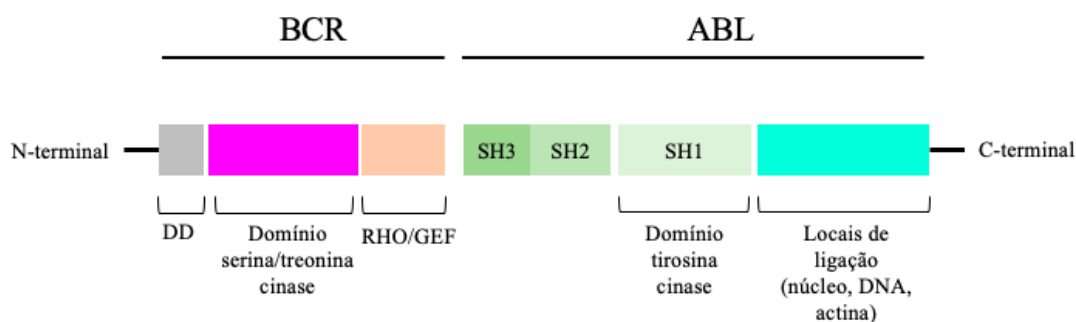 BCR
ABL
N-terminal
SH3
SH2
SH1
C-terminal
DD
Domínio
serina/treonina
cinase
RHO/GEF
Domínio
tirosina
cinase
Locais de
ligação
(núcleo, DNA,
actina)